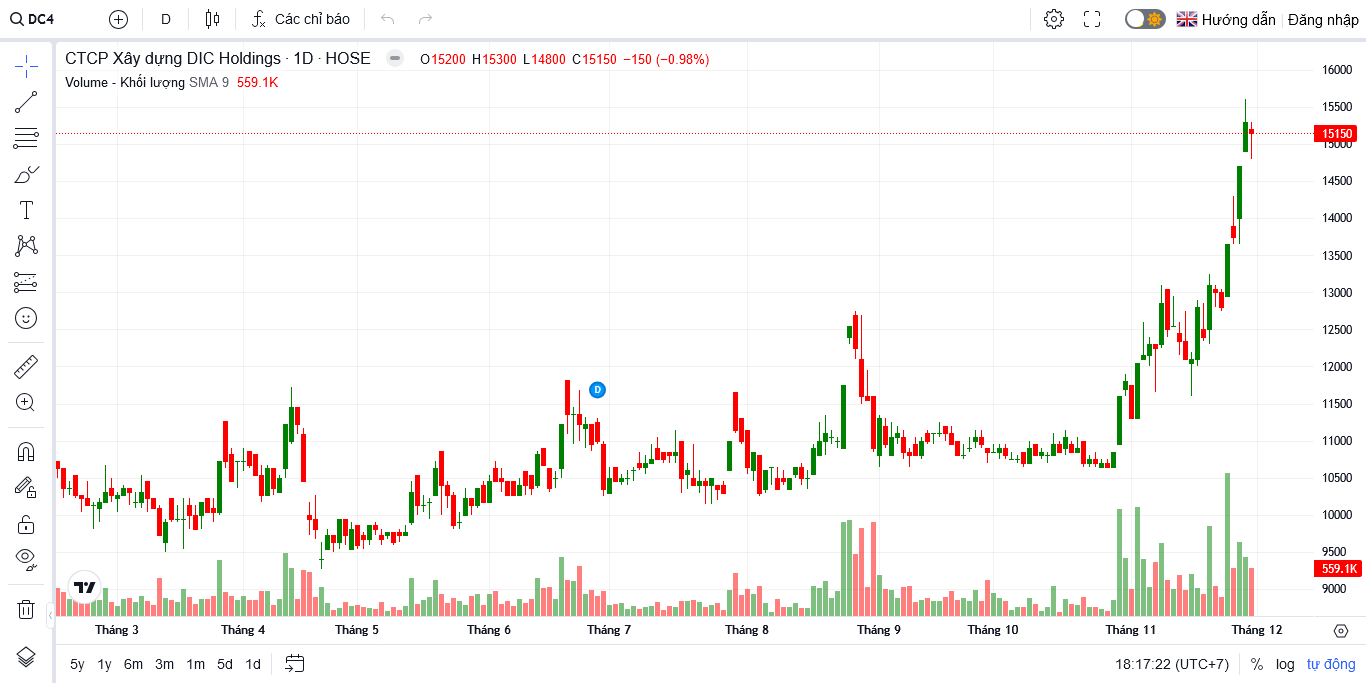 DC4 D Các chỉ báo Hướng dẫn Đăng nhập
CTCP Xây dựng DIC Holdings · 1D · HOSE O15200 H15300 L14800 C15150 −150 (−0.98%)
Volume - Khối lượng SMA 9 559.1K
16000
15500
15150
15000
14500
14000
13500
13000
12500
12000
11500
D
11000
10500
10000
9500
559.1K
9000
Tháng 3 Tháng 4 Tháng 5 Tháng 6 Tháng 7 Tháng 8 Tháng 9 Tháng 10 Tháng 11 Tháng 12
5y 1y 6m 3m 1m 5d 1d 18:17:22 (UTC+7) % log tự động